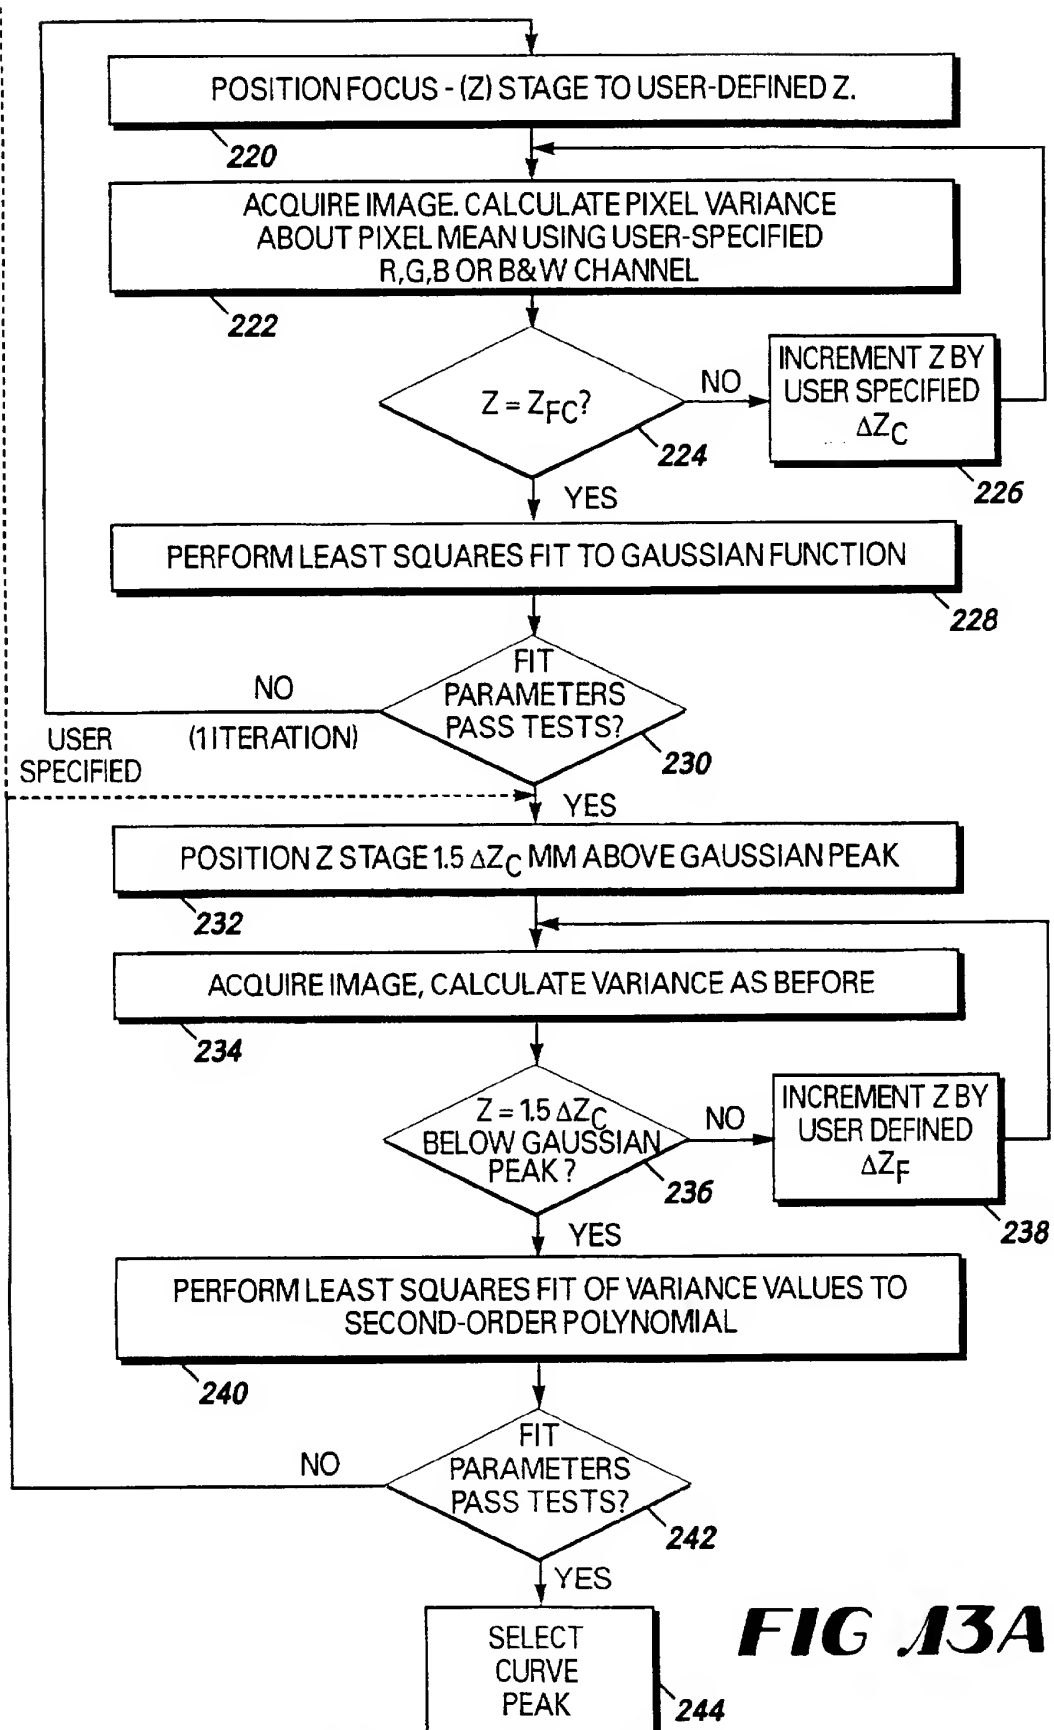 POSITION FOCUS - (Z) STAGE TO USER-DEFINED Z.
220
ACQUIRE IMAGE. CALCULATE PIXEL VARIANCE
ABOUT PIXEL MEAN USING USER-SPECIFIED
R,G,B OR B&W CHANNEL
222
Z = ZFC?
224
NO
INCREMENT Z BY
USER SPECIFIED
ΔZC
226
YES
PERFORM LEAST SQUARES FIT TO GAUSSIAN FUNCTION
228
FIT
PARAMETERS
PASS TESTS?
230
NO
(1 ITERATION)
USER
SPECIFIED
YES
POSITION Z STAGE 1.5 ΔZC MM ABOVE GAUSSIAN PEAK
232
ACQUIRE IMAGE, CALCULATE VARIANCE AS BEFORE
234
Z = 1.5 ΔZC
BELOW GAUSSIAN
PEAK?
236
NO
INCREMENT Z BY
USER DEFINED
ΔZF
238
YES
PERFORM LEAST SQUARES FIT OF VARIANCE VALUES TO
SECOND-ORDER POLYNOMIAL
240
FIT
PARAMETERS
PASS TESTS?
242
NO
YES
SELECT
CURVE
PEAK
244
FIG 13A